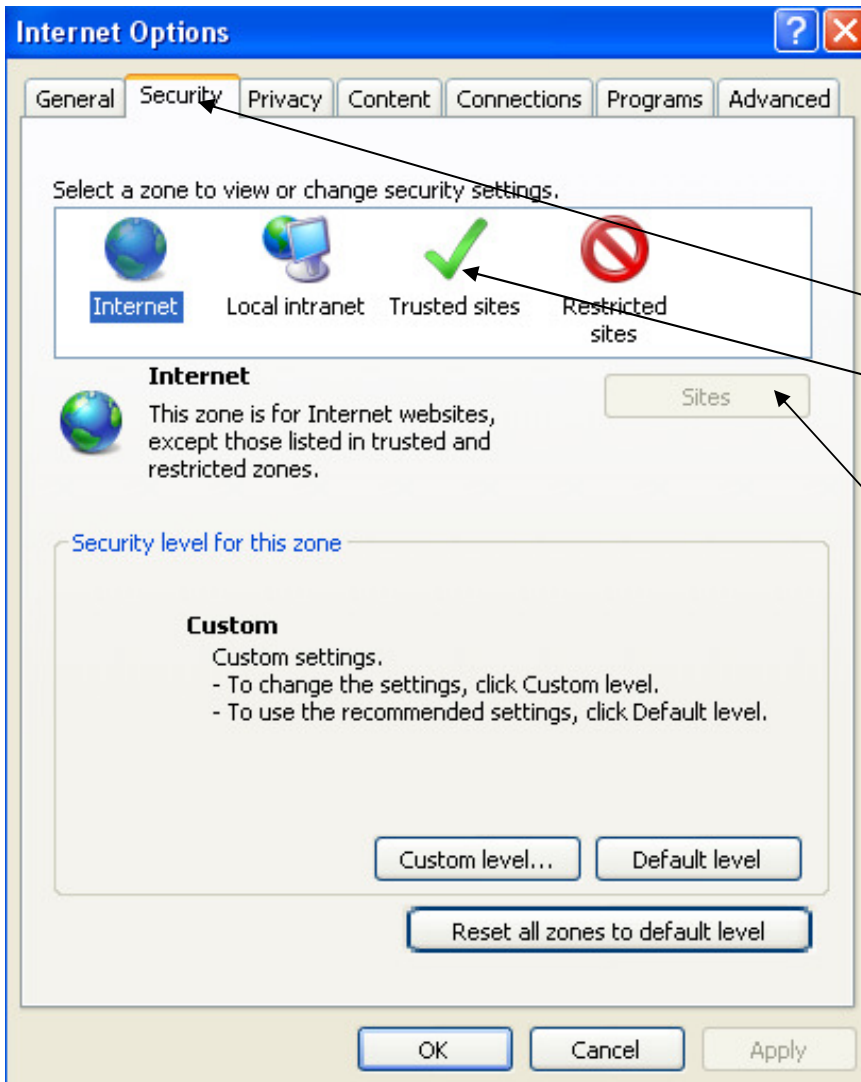 Internet Options
General Security Privacy Content Connections Programs Advanced
Select a zone to view or change security settings.
Internet Local intranet Trusted sites Restricted sites
Internet
Sites
This zone is for Internet websites,
except those listed in trusted and
restricted zones.
Security level for this zone
Custom
Custom settings.
- To change the settings, click Custom level.
- To use the recommended settings, click Default level.
Custom level... Default level
Reset all zones to default level
OK Cancel Apply